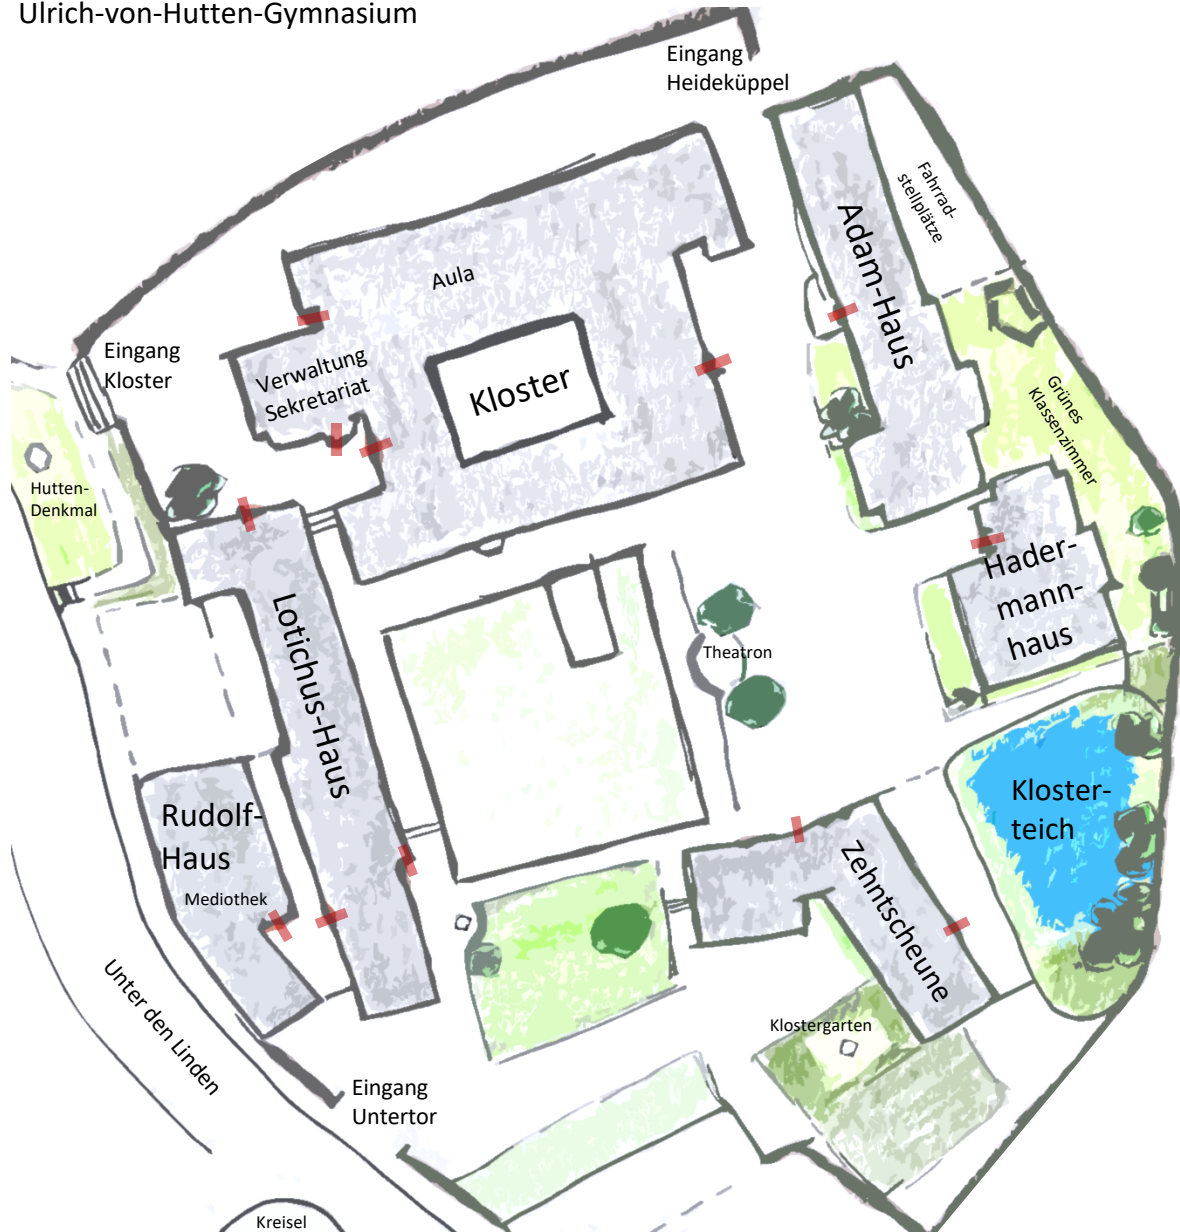 Ulrich-von-Hutten-Gymnasium
Eingang
Heideküppel
Fahrrad-
stellplätze
Adam-Haus
Aula
Eingang
Kloster
Verwaltung
Sekretariat
Kloster
Grünes
Klassenzimmer
Hutten-
Denkmal
Hader-
mann-
haus
Lotichus-Haus
Theatron
Kloster-
teich
Rudolf-
Haus
Mediothek
Zehntscheune
Unter den Linden
Klostergarten
Eingang
Untertor
Kreisel